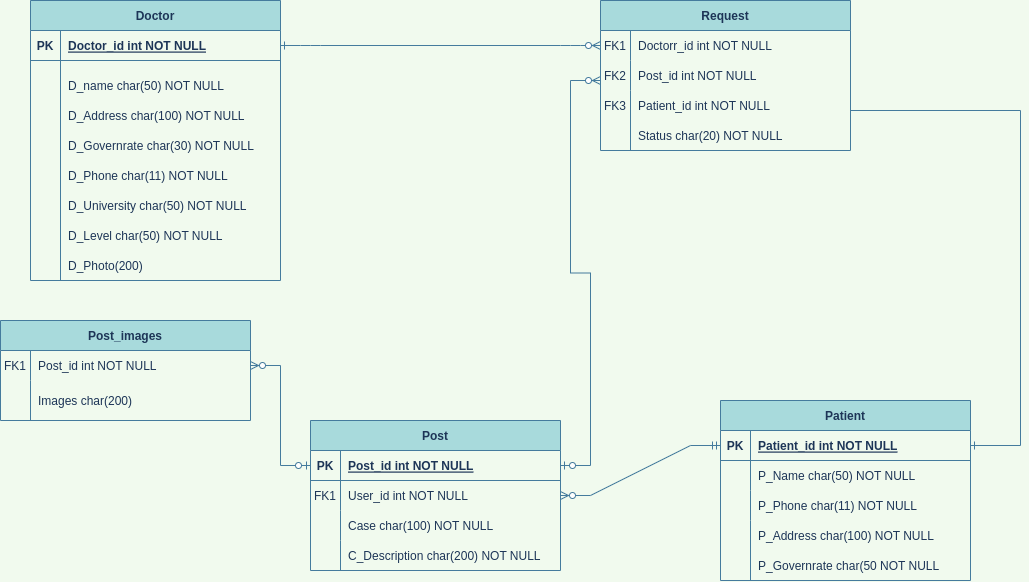 Doctor
PK Doctor_id int NOT NULL
D_name char(50) NOT NULL
D_Address char(100) NOT NULL
D_Governrate char(30) NOT NULL
D_Phone char(11) NOT NULL
D_University char(50) NOT NULL
D_Level char(50) NOT NULL
D_Photo(200)
Request
FK1 Doctorr_id int NOT NULL
FK2 Post_id int NOT NULL
FK3 Patient_id int NOT NULL
Status char(20) NOT NULL
Post_images
FK1 Post_id int NOT NULL
Images char(200)
Post
PK Post_id int NOT NULL
FK1 User_id int NOT NULL
Case char(100) NOT NULL
C_Description char(200) NOT NULL
Patient
PK Patient_id int NOT NULL
P_Name char(50) NOT NULL
P_Phone char(11) NOT NULL
P_Address char(100) NOT NULL
P_Governrate char(50 NOT NULL